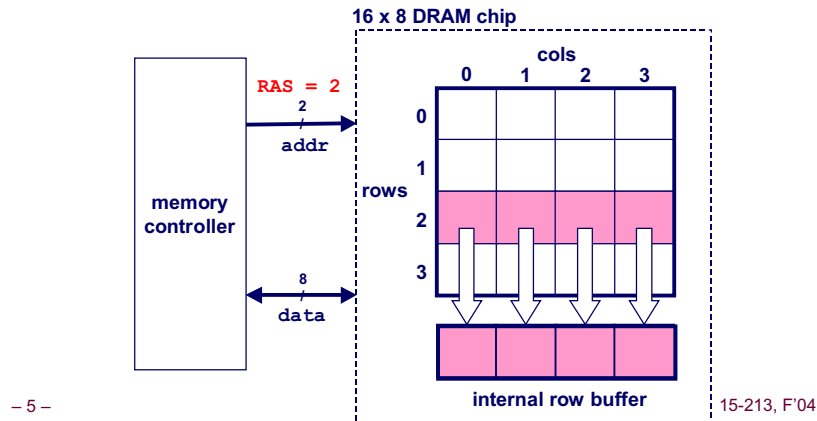 16 x 8 DRAM chip
cols
0 1 2 3
RAS = 2
2
addr
0
1
rows
2
3
memory
controller
8
data
internal row buffer
– 5 –
15-213, F’04